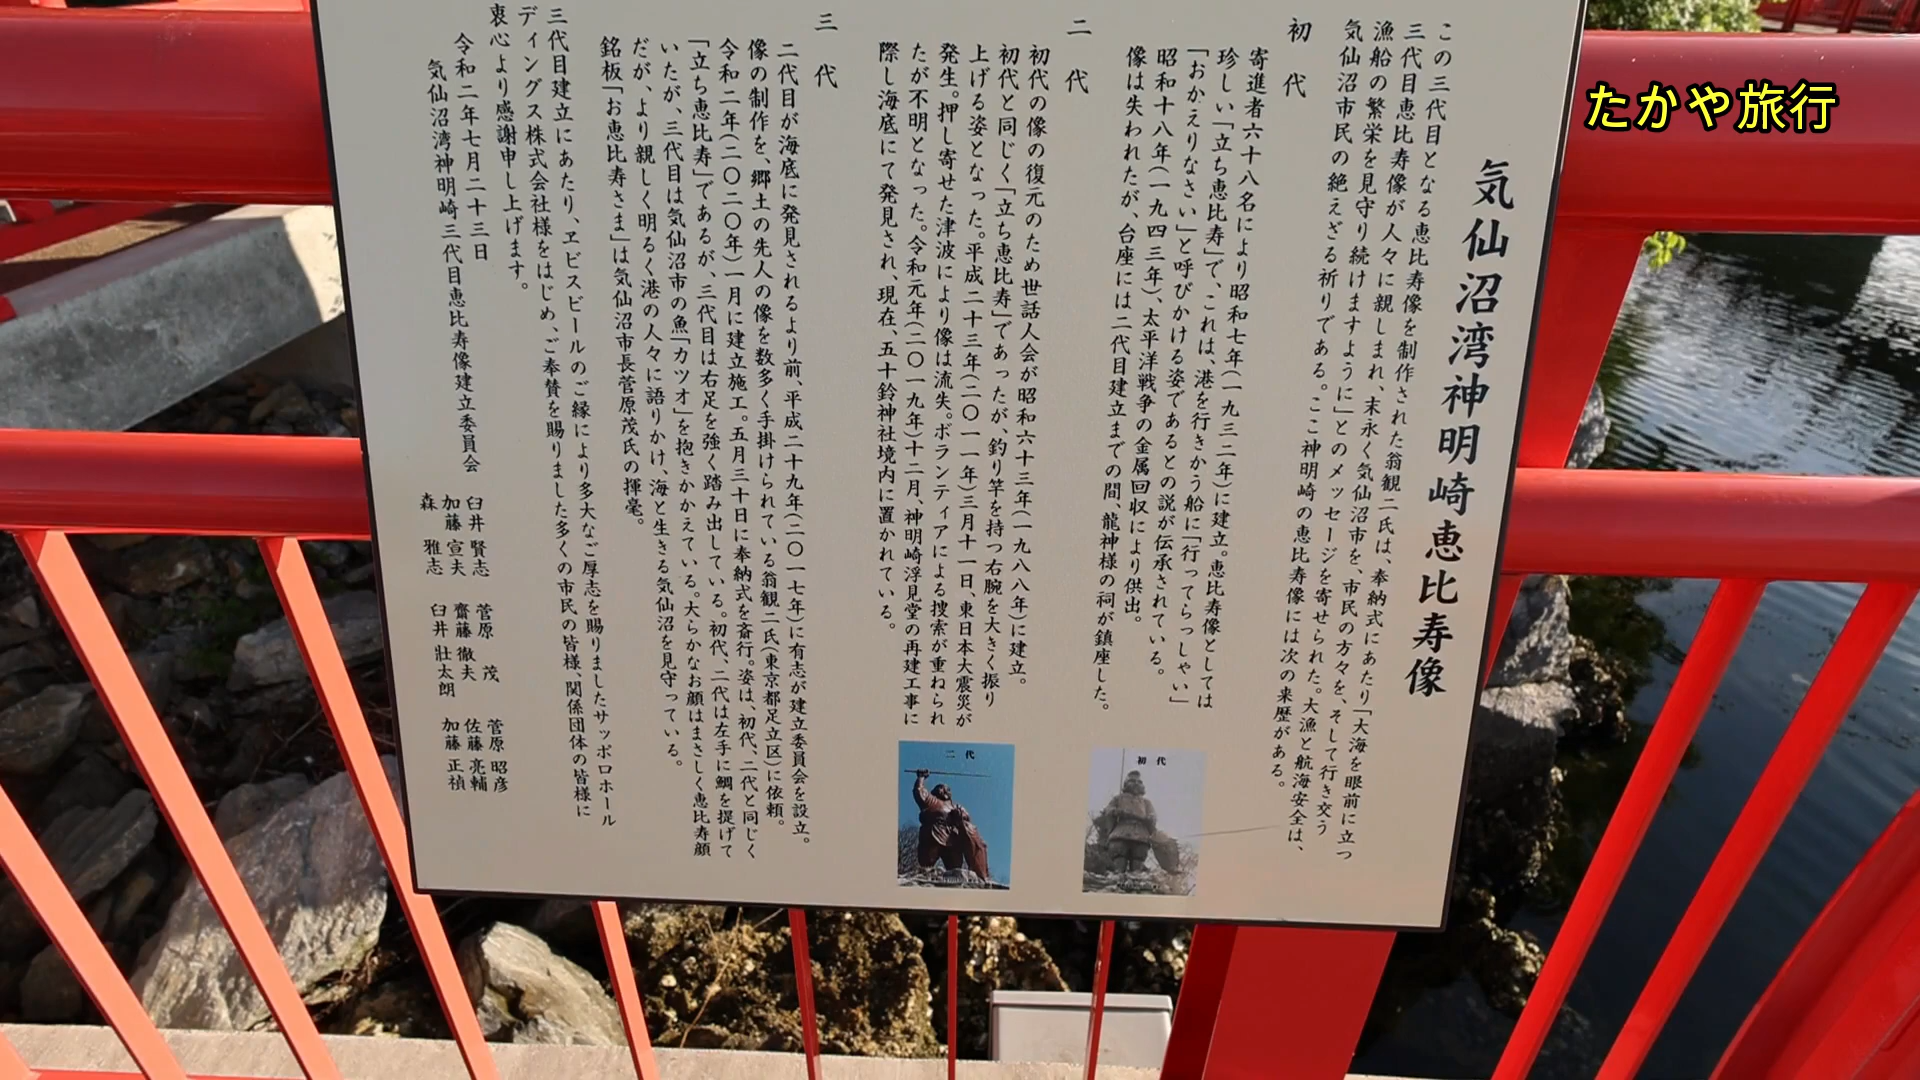 たかや旅行
気仙沼湾神明崎恵比寿像
この三代目となる恵比寿像を制作された翁観二氏は、奉納式にあたり「大海を眼前に立つ
三代目恵比寿像が人々に親しまれ、末永く気仙沼市を、市民の方々を、そして行き交う
漁船の繁栄を見守り続けますように」とのメッセージを寄せられた。大漁と航海安全は、
気仙沼市民の絶えざる祈りである。ここ神明崎の恵比寿像には次の来歴がある。
初代
寄進者六十八名により昭和七年(一九三二年)に建立。恵比寿像としては
珍しい「立ち恵比寿」で、これは、港を行きかう船に「行ってらっしゃい」
「おかえりなさい」と呼びかける姿であるとの説が伝承されている。
昭和十八年(一九四三年)、太平洋戦争の金属回収により供出。
像は失われたが、台座には二代目建立までの間、龍神様の祠が鎮座した。
初代
二代
初代の像の復元のため世話人会が昭和六十三年(一九八八年)に建立。
初代と同じく「立ち恵比寿」であったが、釣り竿を持つ右腕を大きく振り
上げる姿となった。平成二十三年(二〇一一年)三月十一日、東日本大震災が
発生。押し寄せた津波により像は流失。ボランティアによる捜索が重ねられ
たが不明となった。令和元年(二〇一九年)十二月、神明崎浮見堂の再建工事に
際し海底にて発見され、現在、五十鈴神社境内に置かれている。
二代
三代
二代目が海底に発見されるより前、平成二十九年(二〇一七年)に有志が建立委員会を設立。
像の制作を、郷土の先人の像を数多く手掛けられている翁観二氏(東京都足立区)に依頼。
令和二年(二〇二〇年)一月に建立施工。五月三十日に奉納式を斎行。姿は、初代、二代と同じく
「立ち恵比寿」であるが、三代目は右足を強く踏み出している。初代、二代は左手に鯛を提げて
いたが、三代目は気仙沼市の魚「カツオ」を抱きかかえている。大らかなお顔はまさしく恵比寿顔
だが、より親しく明るく港の人々に語りかけ、海と生きる気仙沼を見守っている。
銘板「お恵比寿さま」は気仙沼市長菅原茂氏の揮毫。
三代目建立にあたり、ヱビスビールのご縁により多大なご厚志を賜りましたサッポロホール
ディングス株式会社様をはじめ、ご奉賛を賜りました多くの市民の皆様、関係団体の皆様に
衷心より感謝申し上げます。
令和二年七月二十三日
気仙沼湾神明崎三代目恵比寿像建立委員会
臼井 賢志　菅原 茂　菅原 昭彦
加藤 宣夫　齋藤 徹夫　佐藤 亮輔
森 雅志　臼井 壯太朗　加藤 正禎